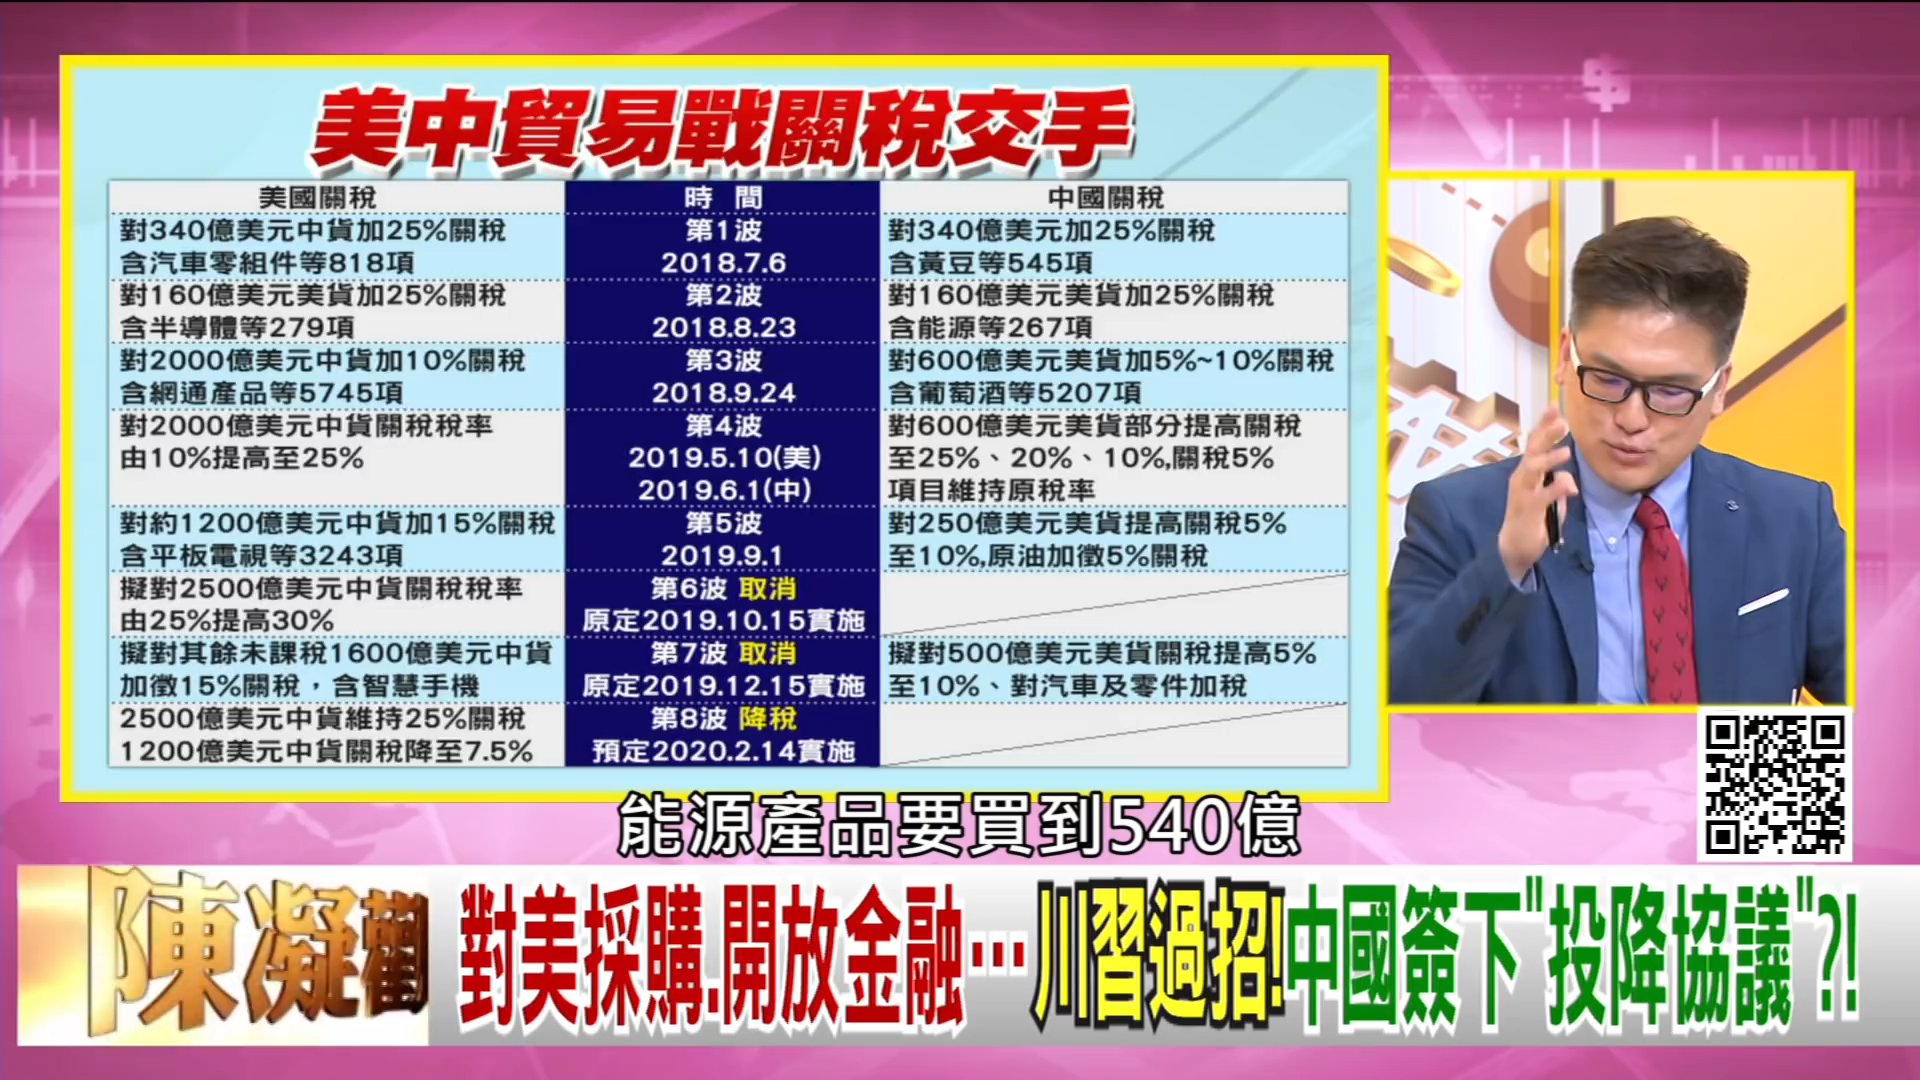 美中貿易戰關稅交手
美國關稅
時 間
中國關稅
對340億美元中貨加25%關稅
含汽車零組件等818項
第1波
2018.7.6
對340億美元加25%關稅
含黃豆等545項
對160億美元美貨加25%關稅
含半導體等279項
第2波
2018.8.23
對160億美元美貨加25%關稅
含能源等267項
對2000億美元中貨加10%關稅
含網通產品等5745項
第3波
2018.9.24
對600億美元美貨加5%~10%關稅
含葡萄酒等5207項
對2000億美元中貨關稅稅率
由10%提高至25%
第4波
2019.5.10(美)
2019.6.1(中)
對600億美元美貨部分提高關稅
至25%、20%、10%,關稅5%
項目維持原稅率
對約1200億美元中貨加15%關稅
含平板電視等3243項
第5波
2019.9.1
對250億美元美貨提高關稅5%
至10%,原油加徵5%關稅
擬對2500億美元中貨關稅稅率
由25%提高30%
第6波 取消
原定2019.10.15實施
擬對其餘未課稅1600億美元中貨
加徵15%關稅，含智慧手機
第7波 取消
原定2019.12.15實施
擬對500億美元美貨關稅提高5%
至10%、對汽車及零件加稅
2500億美元中貨維持25%關稅
1200億美元中貨關稅降至7.5%
第8波 降稅
預定2020.2.14實施
能源產品要買到540億
陳凝觀
對美採購.開放金融…川習過招!中國簽下"投降協議"?!